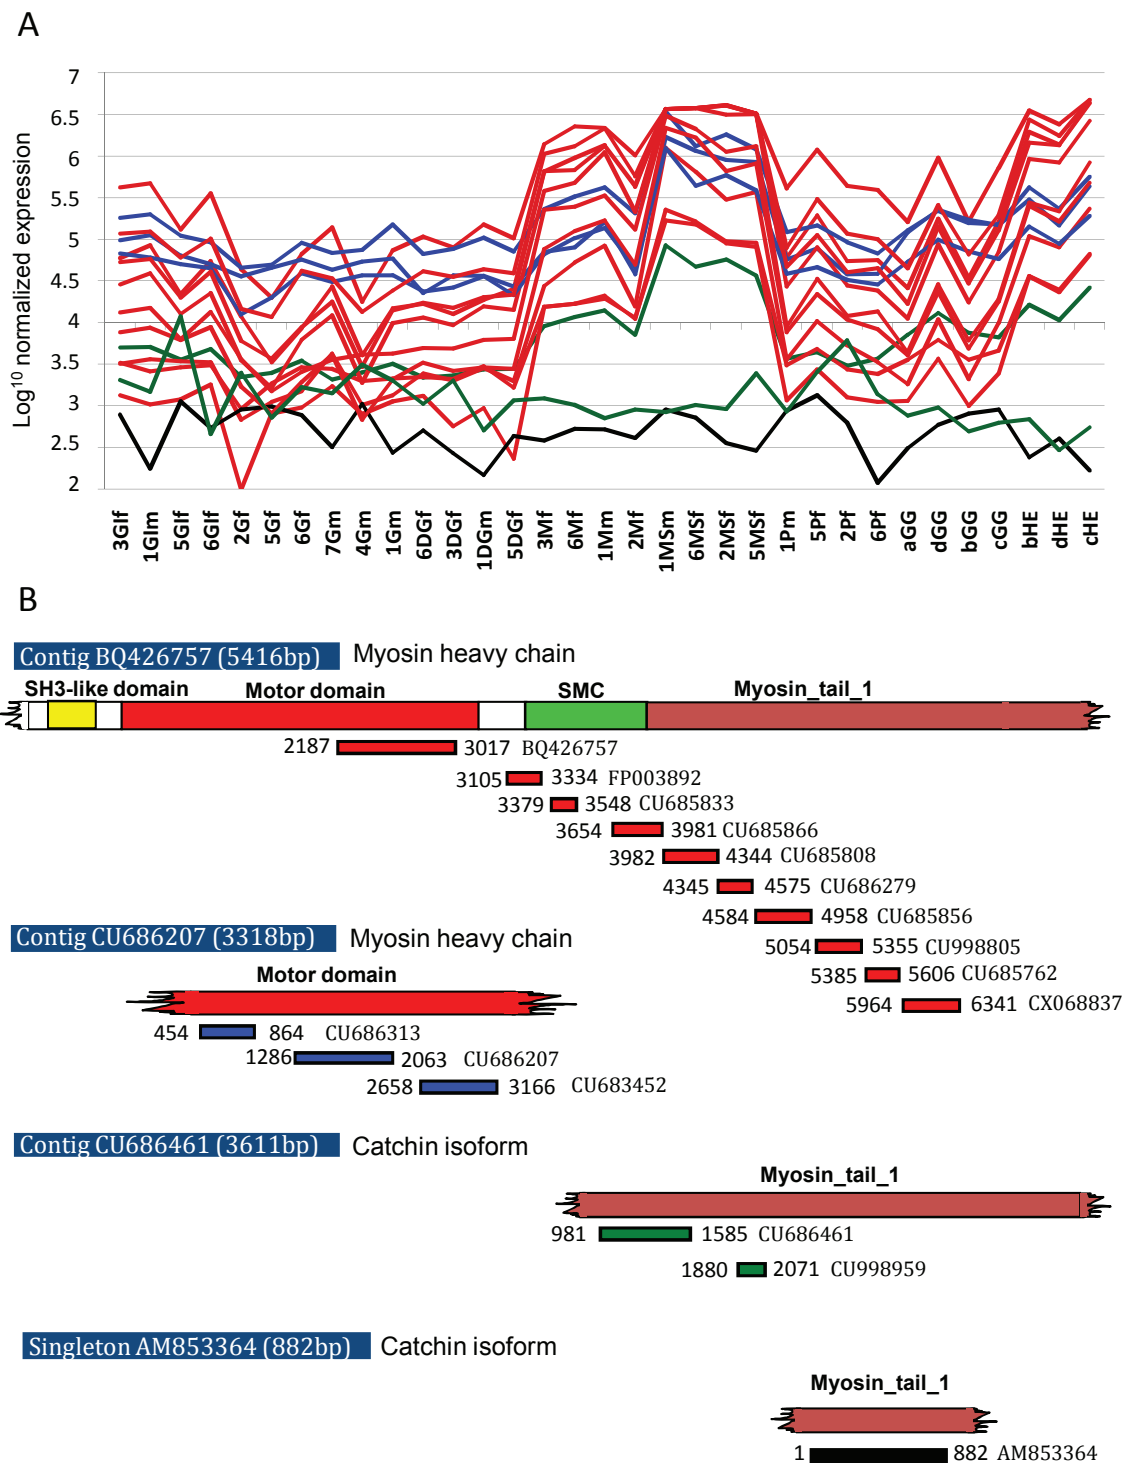 A
Log10 normalized expression
7
6.5
6
5.5
5
4.5
4
3.5
3
2.5
2
3GIf 1GIm 5GIf 6GIf 2Gf 5Gf 6Gf 7Gm 4Gm 1Gm 6DGf 3DGf 1DGm 5DGf 3Mf 6Mf 1Mm 2Mf 1MSm 6MSf 2MSf 5MSf 1Pm 5Pf 2Pf 6Pf aGG dGG bGG cGG bHE dHE cHE
B
Contig BQ426757 (5416bp) Myosin heavy chain
SH3-like domain Motor domain SMC Myosin_tail_1
2187 3017 BQ426757
3105 3334 FP003892
3379 3548 CU685833
3654 3981 CU685866
3982 4344 CU685808
4345 4575 CU686279
4584 4958 CU685856
5054 5355 CU998805
5385 5606 CU685762
5964 6341 CX068837
Contig CU686207 (3318bp) Myosin heavy chain
Motor domain
454 864 CU686313
1286 2063 CU686207
2658 3166 CU683452
Contig CU686461 (3611bp) Catchin isoform
Myosin_tail_1
981 1585 CU686461
1880 2071 CU998959
Singleton AM853364 (882bp) Catchin isoform
Myosin_tail_1
1 882 AM853364